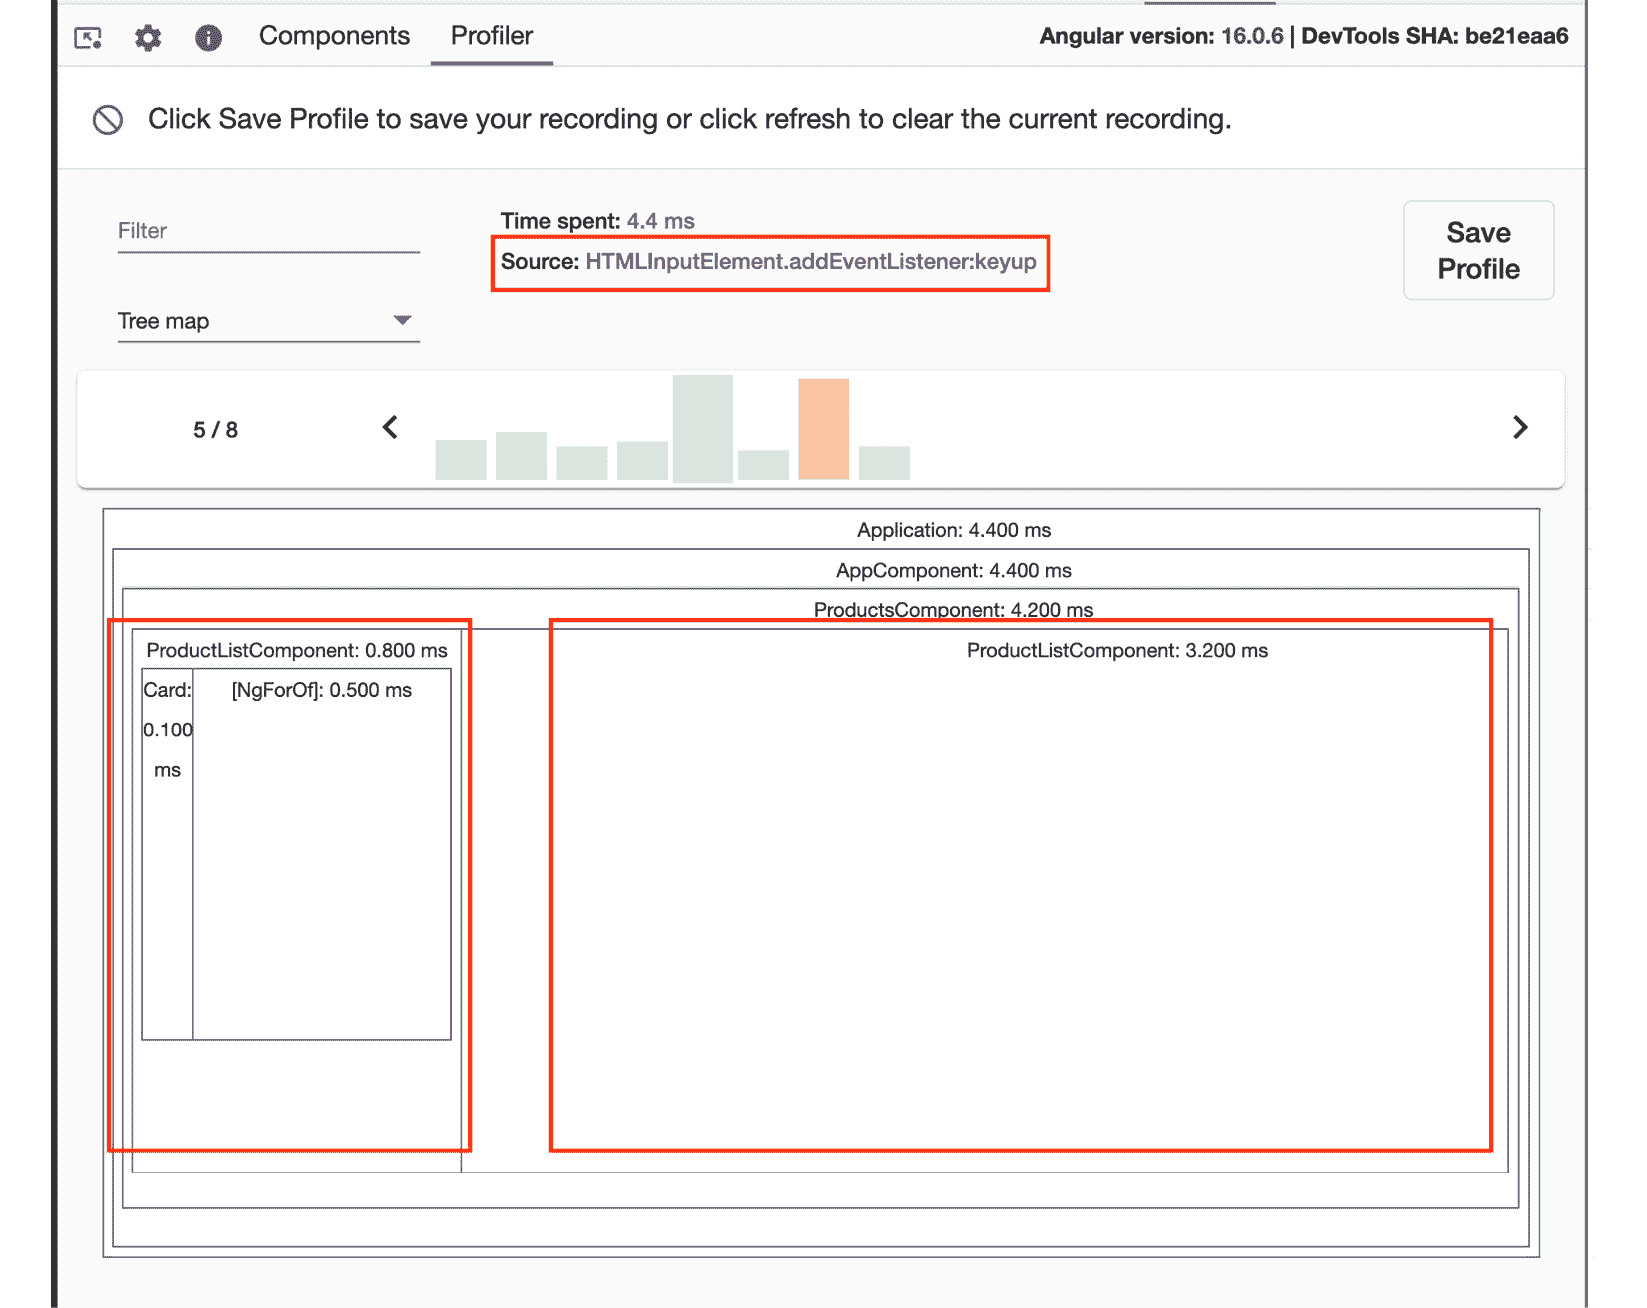 Components Profiler Angular version: 16.0.6 | DevTools SHA: be21eaa6
Click Save Profile to save your recording or click refresh to clear the current recording.
Filter
Time spent: 4.4 ms
Source: HTMLInputElement.addEventListener:keyup
Save
Profile
Tree map
5 / 8
Application: 4.400 ms
AppComponent: 4.400 ms
ProductsComponent: 4.200 ms
ProductListComponent: 0.800 ms
ProductListComponent: 3.200 ms
Card:
0.100
ms
[NgForOf]: 0.500 ms